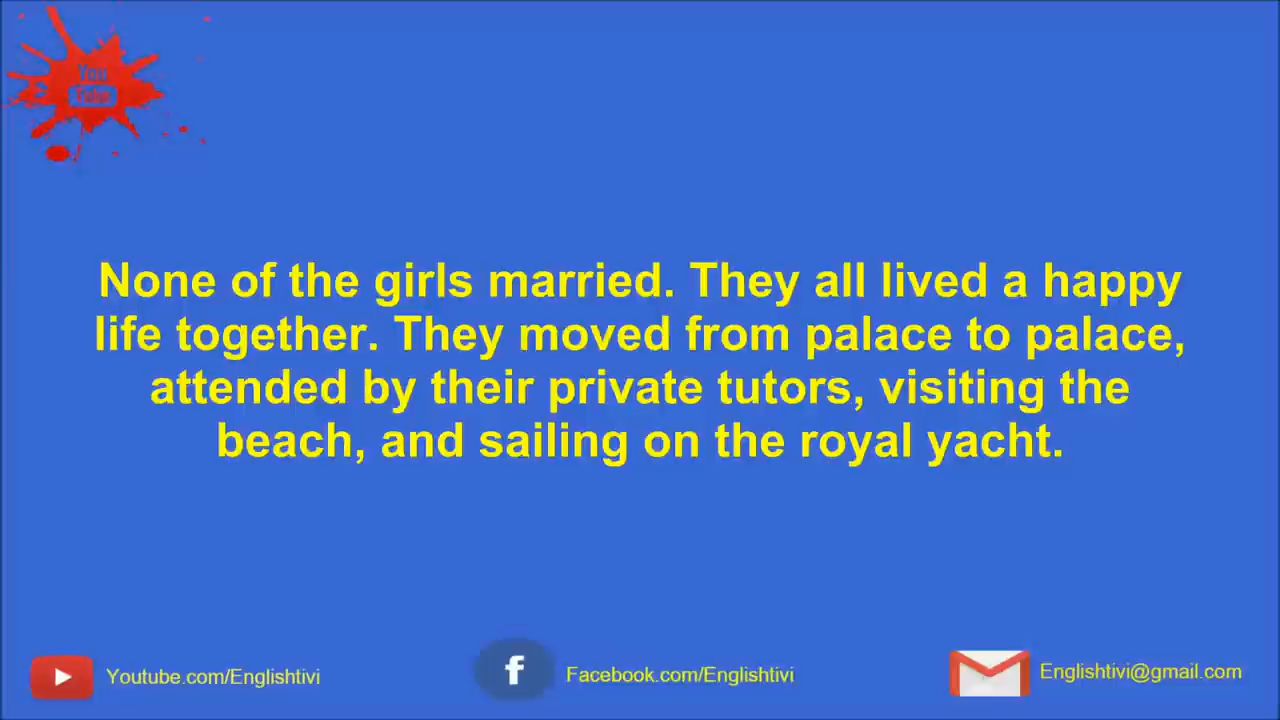 You
Tube
None of the girls married. They all lived a happy
life together. They moved from palace to palace,
attended by their private tutors, visiting the
beach, and sailing on the royal yacht.
Youtube.com/Englishtivi
f
Facebook.com/Englishtivi
Englishtivi@gmail.com